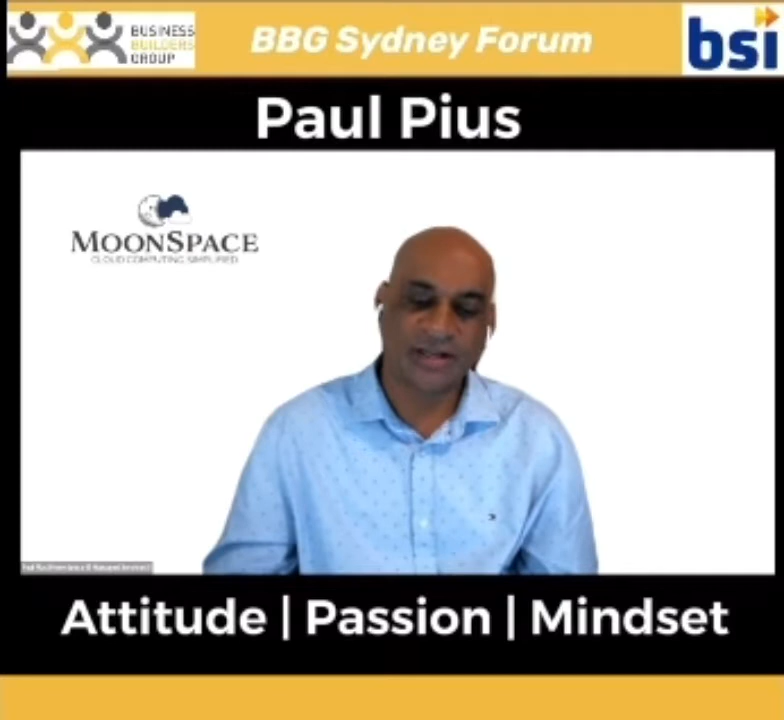 BUSINESS
BUILDERS
GROUP
BBG Sydney Forum
bsi
Paul Pius
MOONSPACE
CLOUD COMPUTING SIMPLIFIED
Attitude | Passion | Mindset